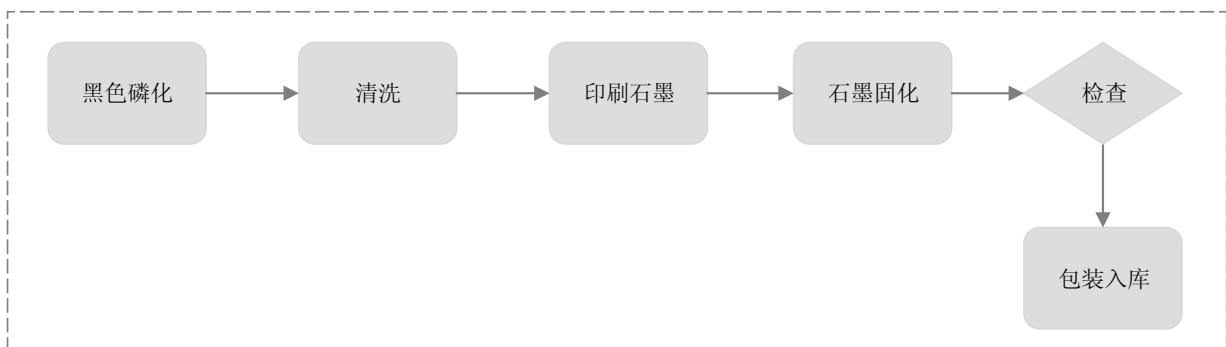 黑色磷化
清洗
印刷石墨
石墨固化
检查
包装入库